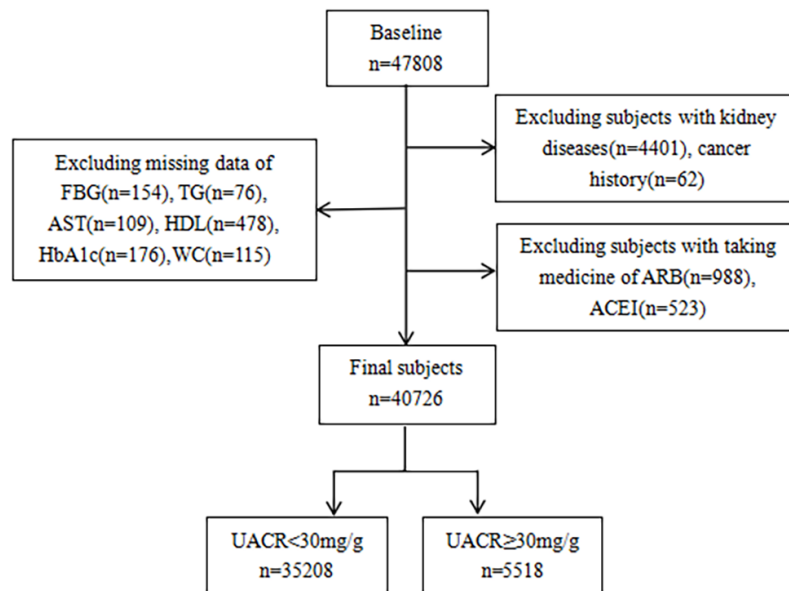 Baseline
n=47808
Excluding subjects with kidney
diseases(n=4401), cancer
history(n=62)
Excluding missing data of
FBG(n=154), TG(n=76),
AST(n=109), HDL(n=478),
HbA1c(n=176),WC(n=115)
Excluding subjects with taking
medicine of ARB(n=988),
ACEI(n=523)
Final subjects
n=40726
UACR<30mg/g
n=35208
UACR≥30mg/g
n=5518